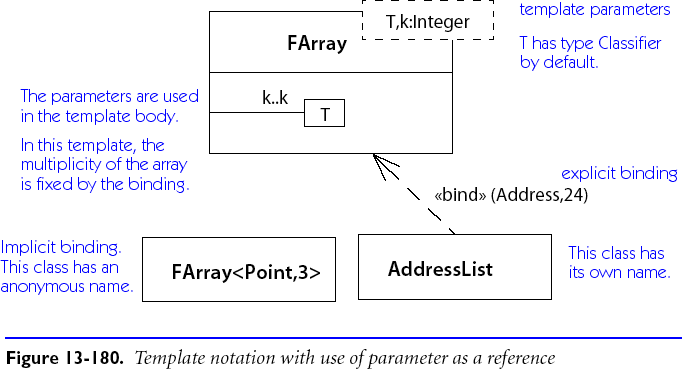 template parameters
T,k:Integer
FArray
T has type Classifier
by default.
The parameters are used
in the template body.
k..k
T
In this template, the
multiplicity of the array
is fixed by the binding.
explicit binding
«bind» (Address,24)
Implicit binding.
This class has an
anonymous name.
FArray<Point,3>
AddressList
This class has
its own name.
Figure 13-180. Template notation with use of parameter as a reference